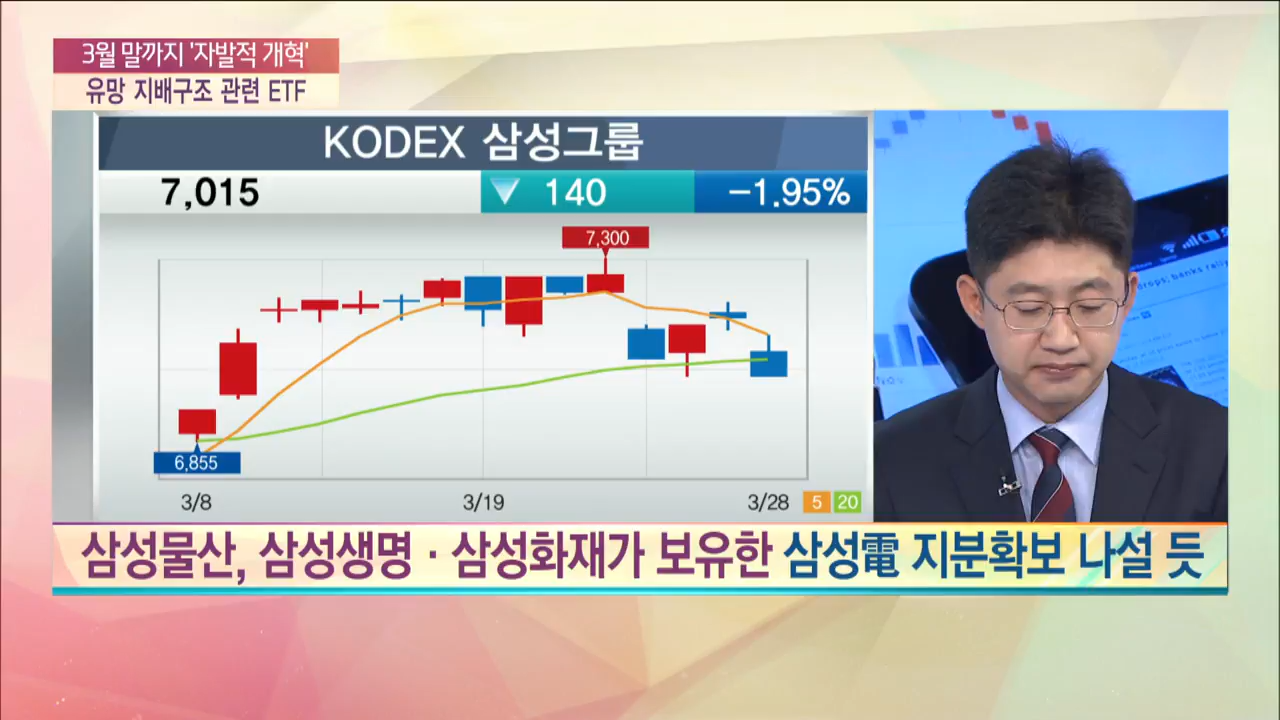 3월 말까지 '자발적 개혁'
유망 지배구조 관련 ETF
KODEX 삼성그룹
7,015 ▼ 140 -1.95%
7,300
6,855
3/8 3/19 3/28 5 20
삼성물산, 삼성생명·삼성화재가 보유한 삼성電 지분확보 나설 듯